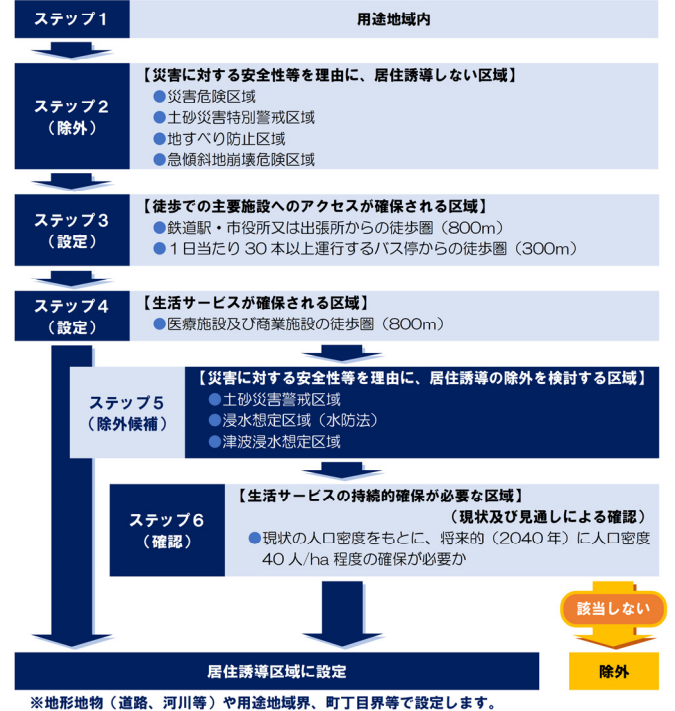 ステップ1
用途地域内
ステップ2
(除外)
【災害に対する安全性等を理由に、居住誘導しない区域】
●災害危険区域
●土砂災害特別警戒区域
●地すべり防止区域
●急傾斜地崩壊危険区域
ステップ3
(設定)
【徒歩での主要施設へのアクセスが確保される区域】
●鉄道駅・市役所又は出張所からの徒歩圏(800m)
●1日当たり30本以上運行するバス停からの徒歩圏(300m)
ステップ4
(設定)
【生活サービスが確保される区域】
●医療施設及び商業施設の徒歩圏(800m)
ステップ5
(除外候補)
【災害に対する安全性等を理由に、居住誘導の除外を検討する区域】
●土砂災害警戒区域
●浸水想定区域(水防法)
●津波浸水想定区域
ステップ6
(確認)
【生活サービスの持続的確保が必要な区域】
(現状及び見通しによる確認)
●現状の人口密度をもとに、将来的(2040年)に人口密度
40人/ha程度の確保が必要か
該当しない
居住誘導区域に設定
除外
※地形地物(道路、河川等)や用途地域界、町丁目界等で設定します。